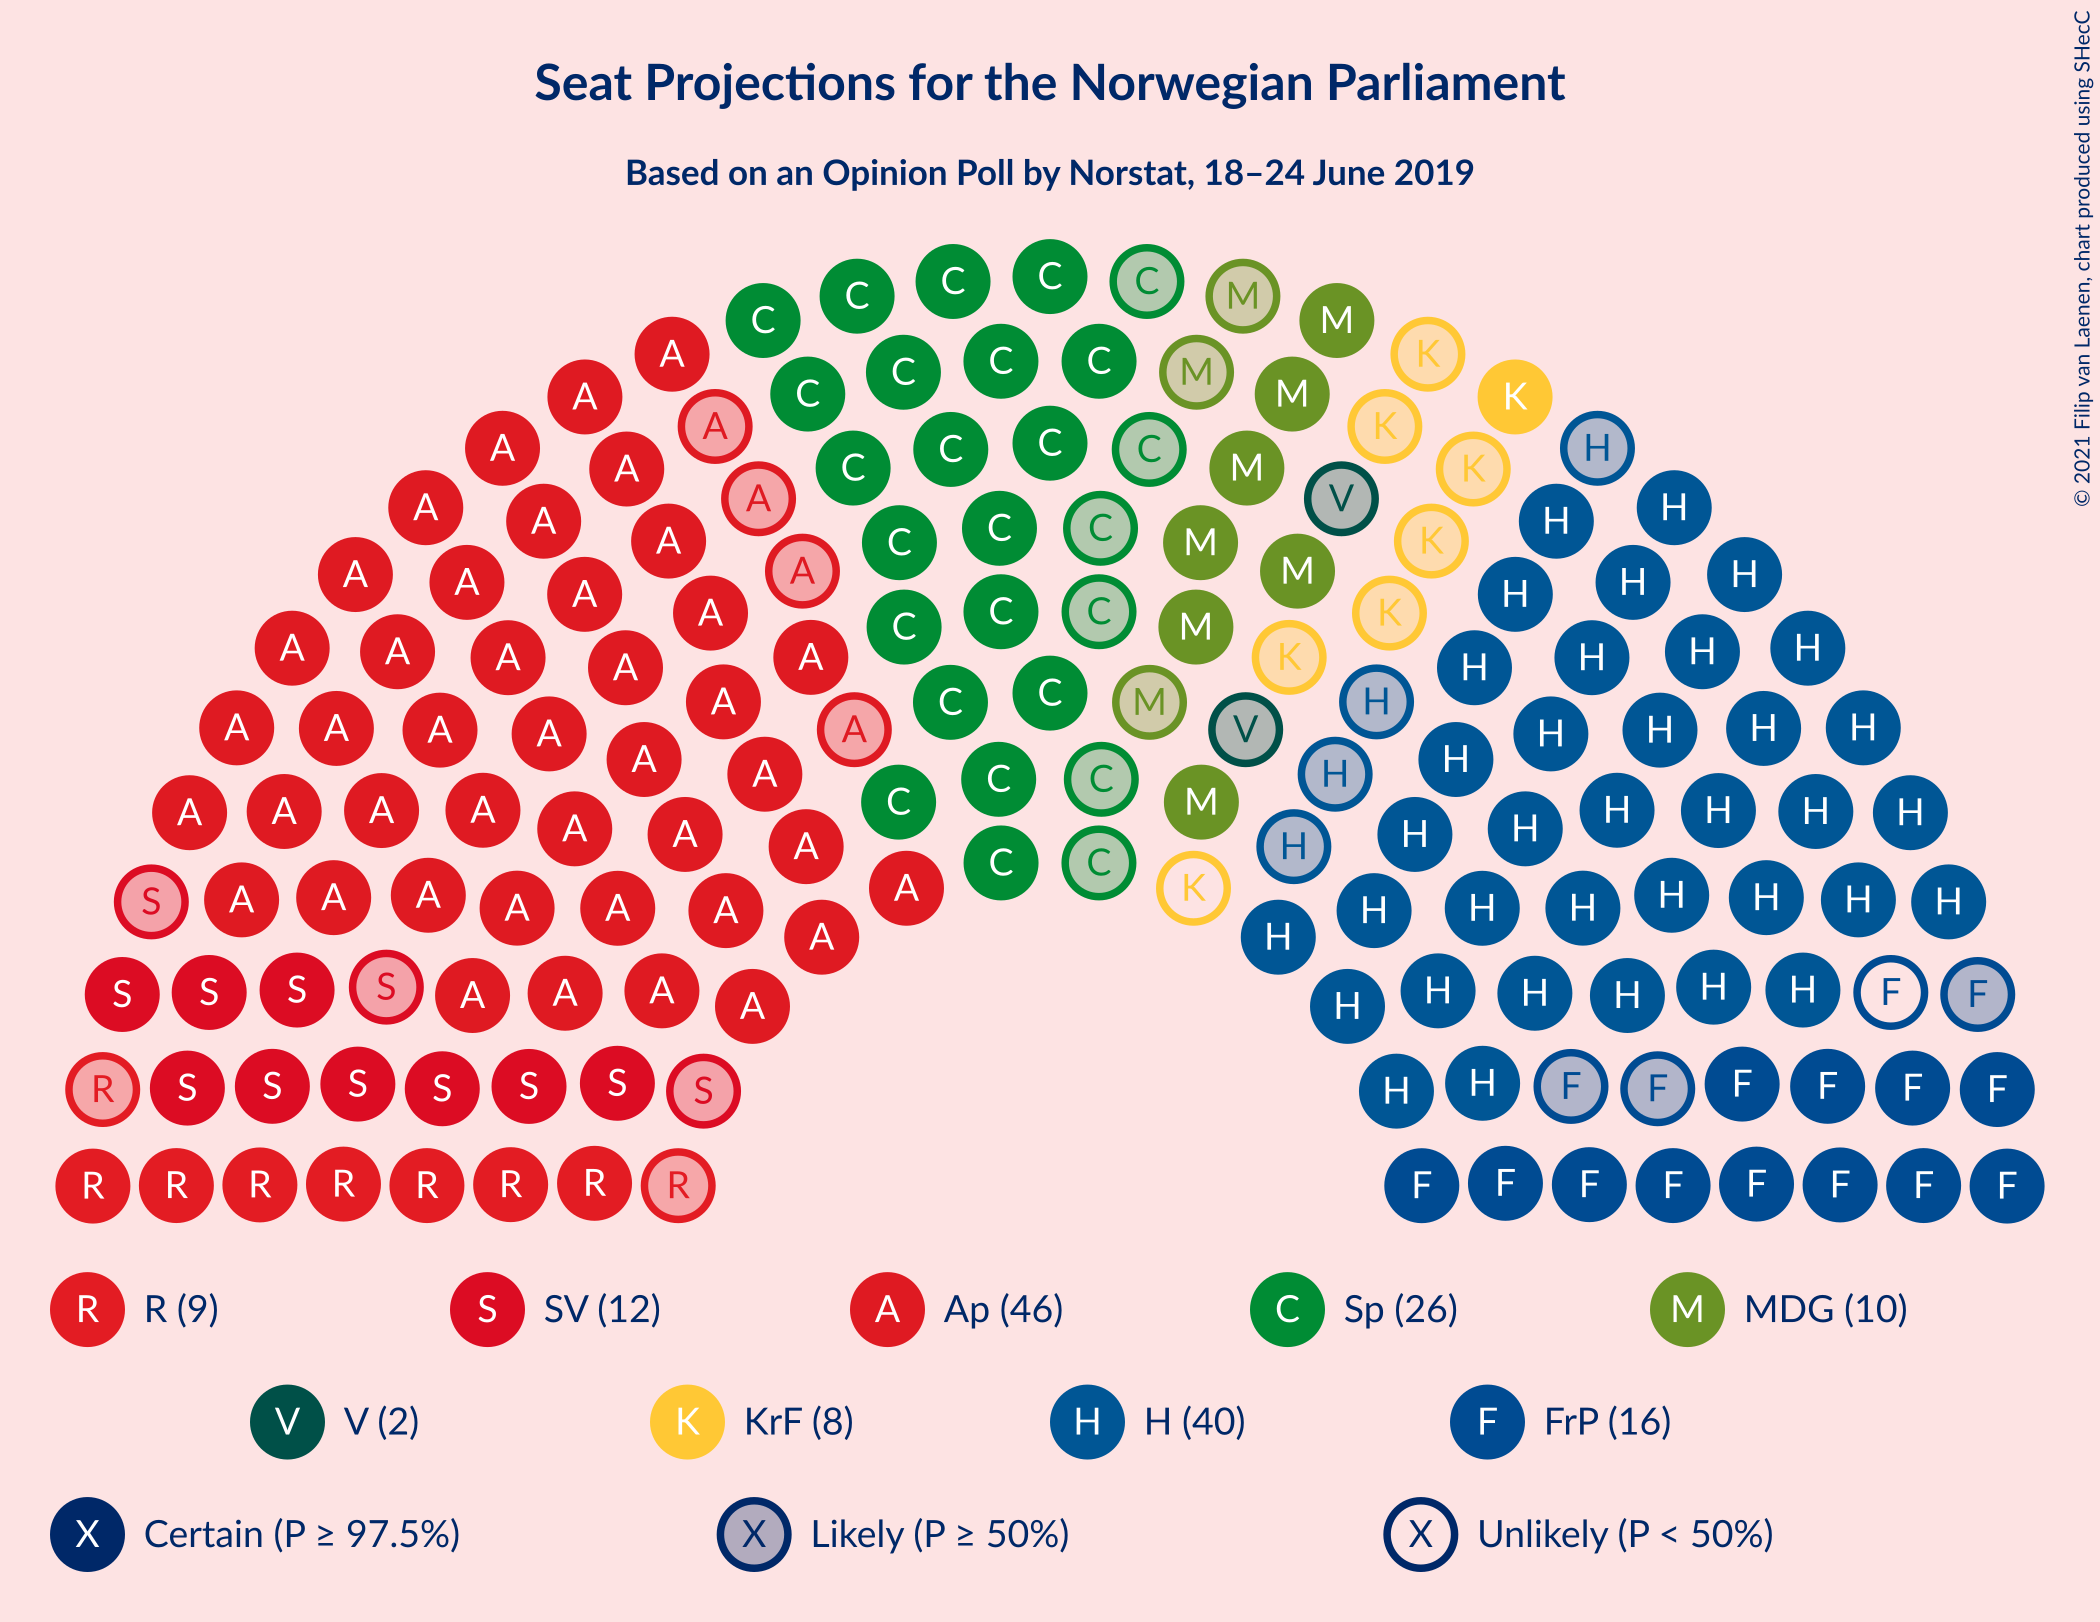 Seat Projections for the Norwegian Parliament
Based on an Opinion Poll by Norstat, 18–24 June 2019
© 2021 Filip van Laenen, chart produced using SHecC
C C C C C M M
A C C C C M M K K
A A A C C C C M V K K H
A A A A C C C M M K H H
A A A A A C C C M K K H H H
A A A A A A C C M V K H H H H H
A A A A A A A C C C M H H H H H H H
A A A A A A A A C C K H H H H H H H H
S A A A A A A A H H H H H H H H
S S S S A A A A H H H H H H F F
R S S S S S S S H H F F F F F F
R R R R R R R R F F F F F F F F
R R (9) S SV (12) A Ap (46) C Sp (26) M MDG (10)
V V (2) K KrF (8) H H (40) F FrP (16)
X Certain (P ≥ 97.5%) X Likely (P ≥ 50%) X Unlikely (P < 50%)